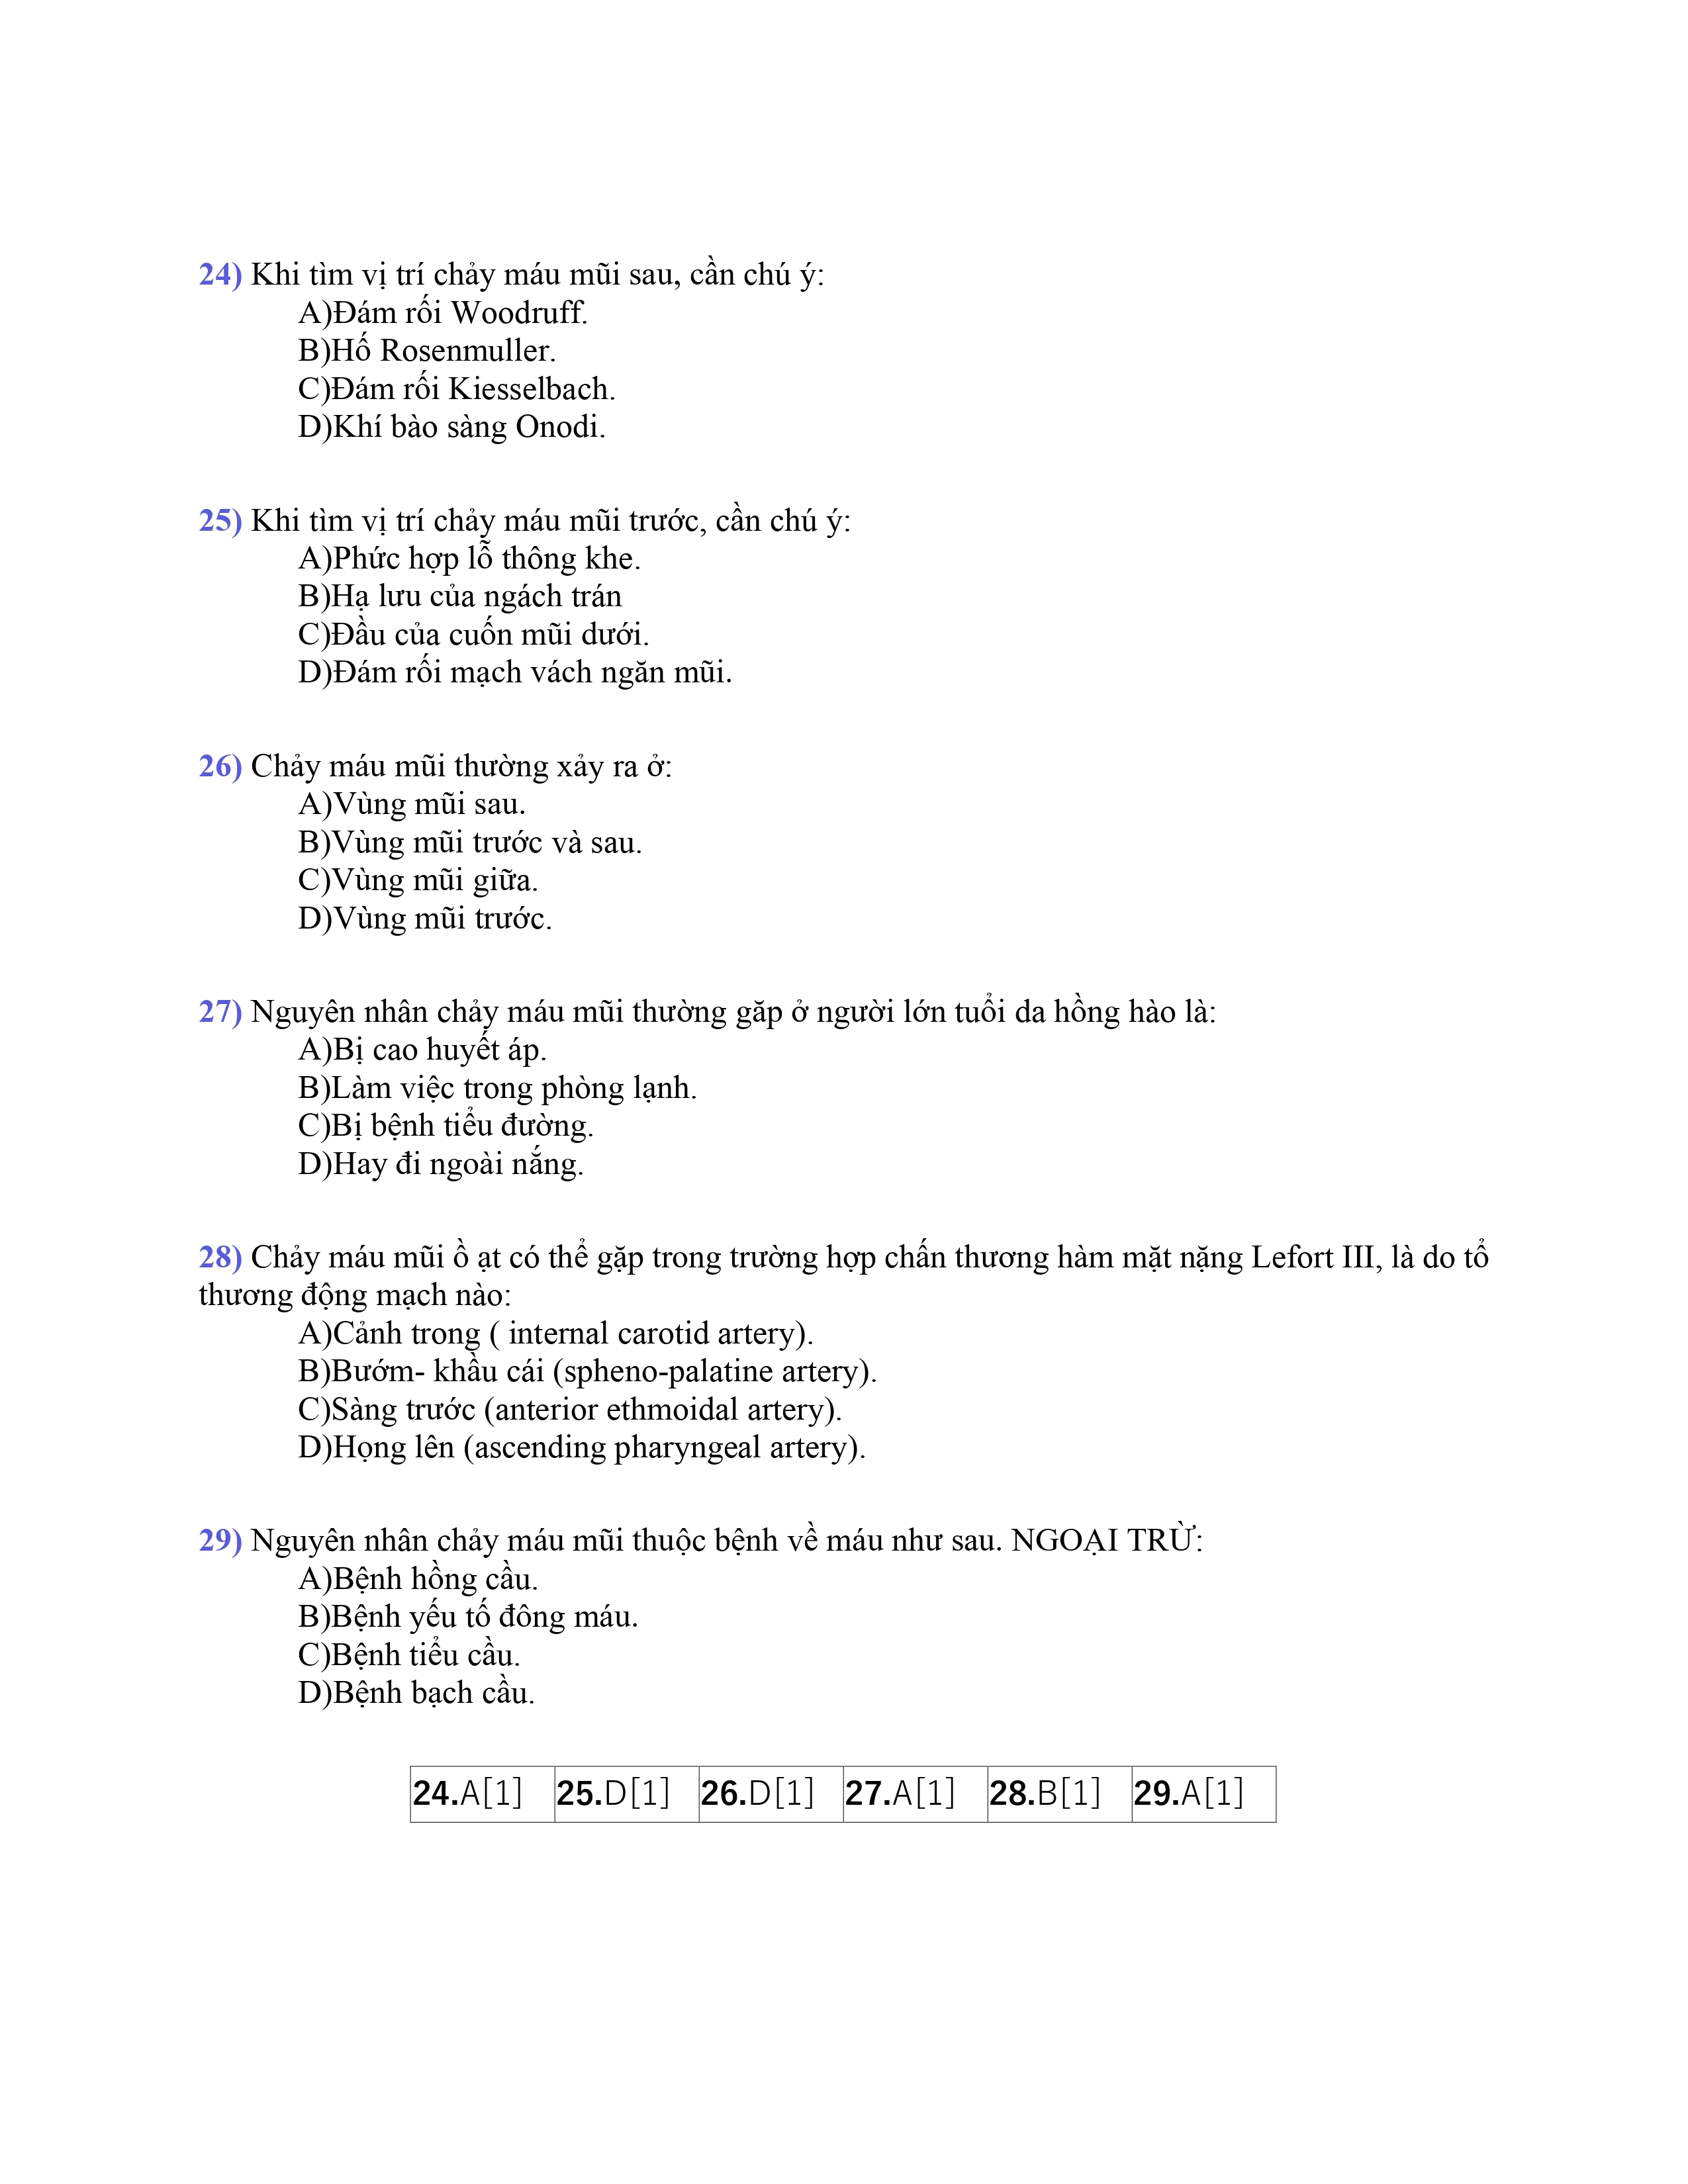 24) Khi tìm vị trí chảy máu mũi sau, cần chú ý:
A)Đám rối Woodruff.
B)Hố Rosenmuller.
C)Đám rối Kiesselbach.
D)Khí bào sàng Onodi.
25) Khi tìm vị trí chảy máu mũi trước, cần chú ý:
A)Phức hợp lỗ thông khe.
B)Hạ lưu của ngách trán
C)Đầu của cuốn mũi dưới.
D)Đám rối mạch vách ngăn mũi.
26) Chảy máu mũi thường xảy ra ở:
A)Vùng mũi sau.
B)Vùng mũi trước và sau.
C)Vùng mũi giữa.
D)Vùng mũi trước.
27) Nguyên nhân chảy máu mũi thường găp ở người lớn tuổi da hồng hào là:
A)Bị cao huyết áp.
B)Làm việc trong phòng lạnh.
C)Bị bệnh tiểu đường.
D)Hay đi ngoài nắng.
28) Chảy máu mũi ồ ạt có thể gặp trong trường hợp chấn thương hàm mặt nặng Lefort III, là do tổ
thương động mạch nào:
A)Cảnh trong ( internal carotid artery).
B)Bướm- khẩu cái (spheno-palatine artery).
C)Sàng trước (anterior ethmoidal artery).
D)Họng lên (ascending pharyngeal artery).
29) Nguyên nhân chảy máu mũi thuộc bệnh về máu như sau. NGOẠI TRỪ:
A)Bệnh hồng cầu.
B)Bệnh yếu tố đông máu.
C)Bệnh tiểu cầu.
D)Bệnh bạch cầu.
24.A[1] 25.D[1] 26.D[1] 27.A[1] 28.B[1] 29.A[1]